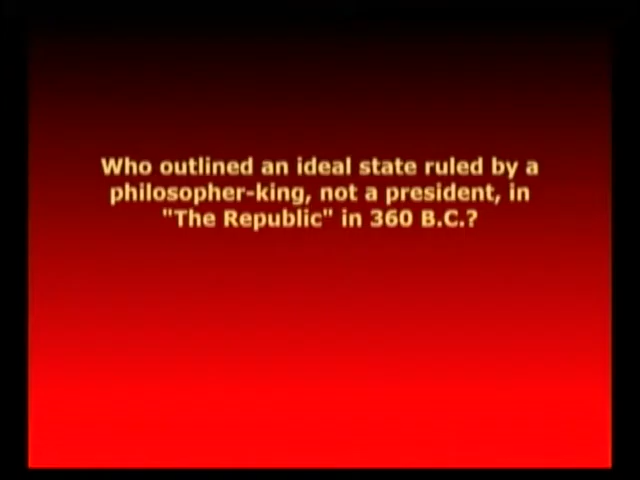 Who outlined an ideal state ruled by a
philosopher-king, not a president, in
"The Republic" in 360 B.C.?